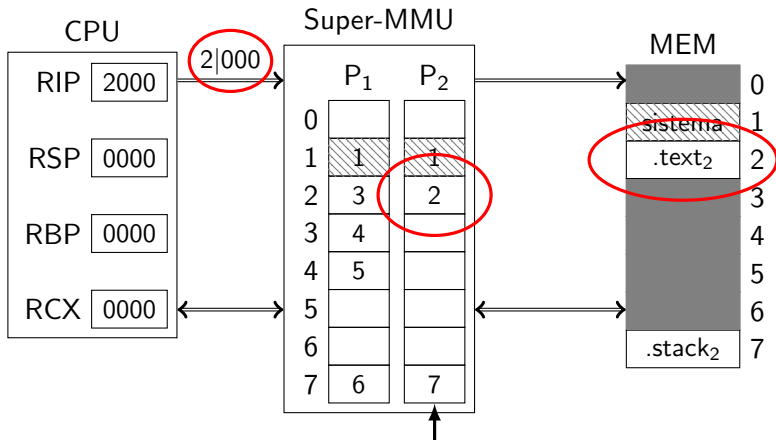 CPU
RIP 2000
RSP 0000
RBP 0000
RCX 0000
2|000
Super-MMU
P₁ P₂
0
1 1 1
2 3 2
3 4
4 5
5
6
7 6 7
MEM
0
sistema 1
.text₂ 2
3
4
5
6
.stack₂ 7